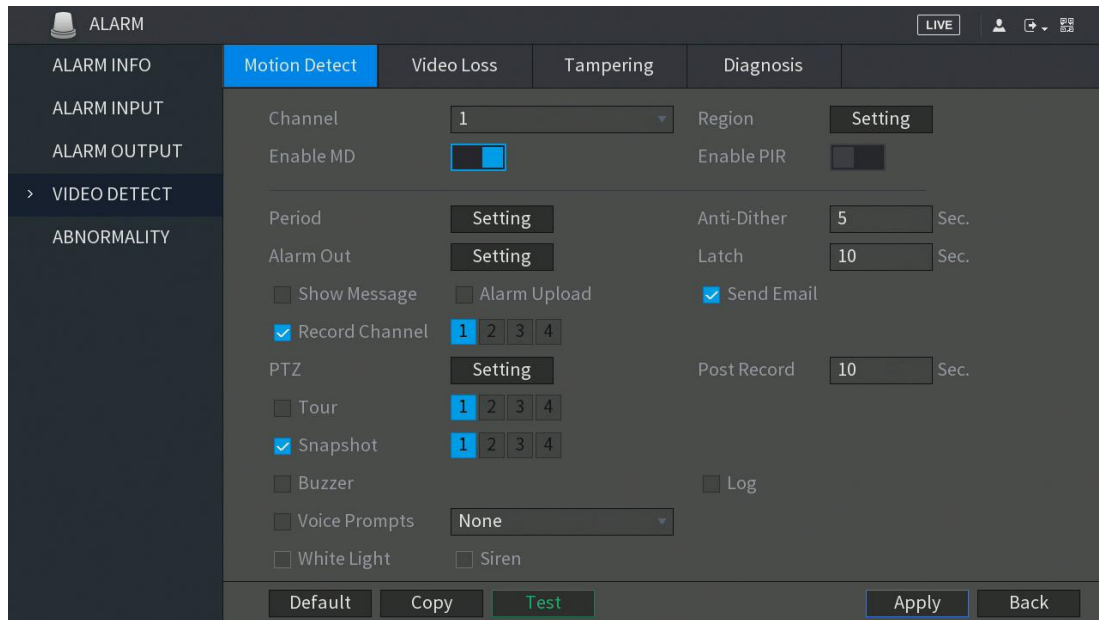 ALARM LIVE
ALARM INFO
ALARM INPUT
ALARM OUTPUT
> VIDEO DETECT
ABNORMALITY
Motion Detect Video Loss Tampering Diagnosis
Channel 1 Region Setting
Enable MD Enable PIR
Period Setting Anti-Dither 5 Sec.
Alarm Out Setting Latch 10 Sec.
Show Message Alarm Upload Send Email
Record Channel 1 2 3 4
PTZ Setting Post Record 10 Sec.
Tour 1 2 3 4
Snapshot 1 2 3 4
Buzzer Log
Voice Prompts None
White Light Siren
Default Copy Test Apply Back